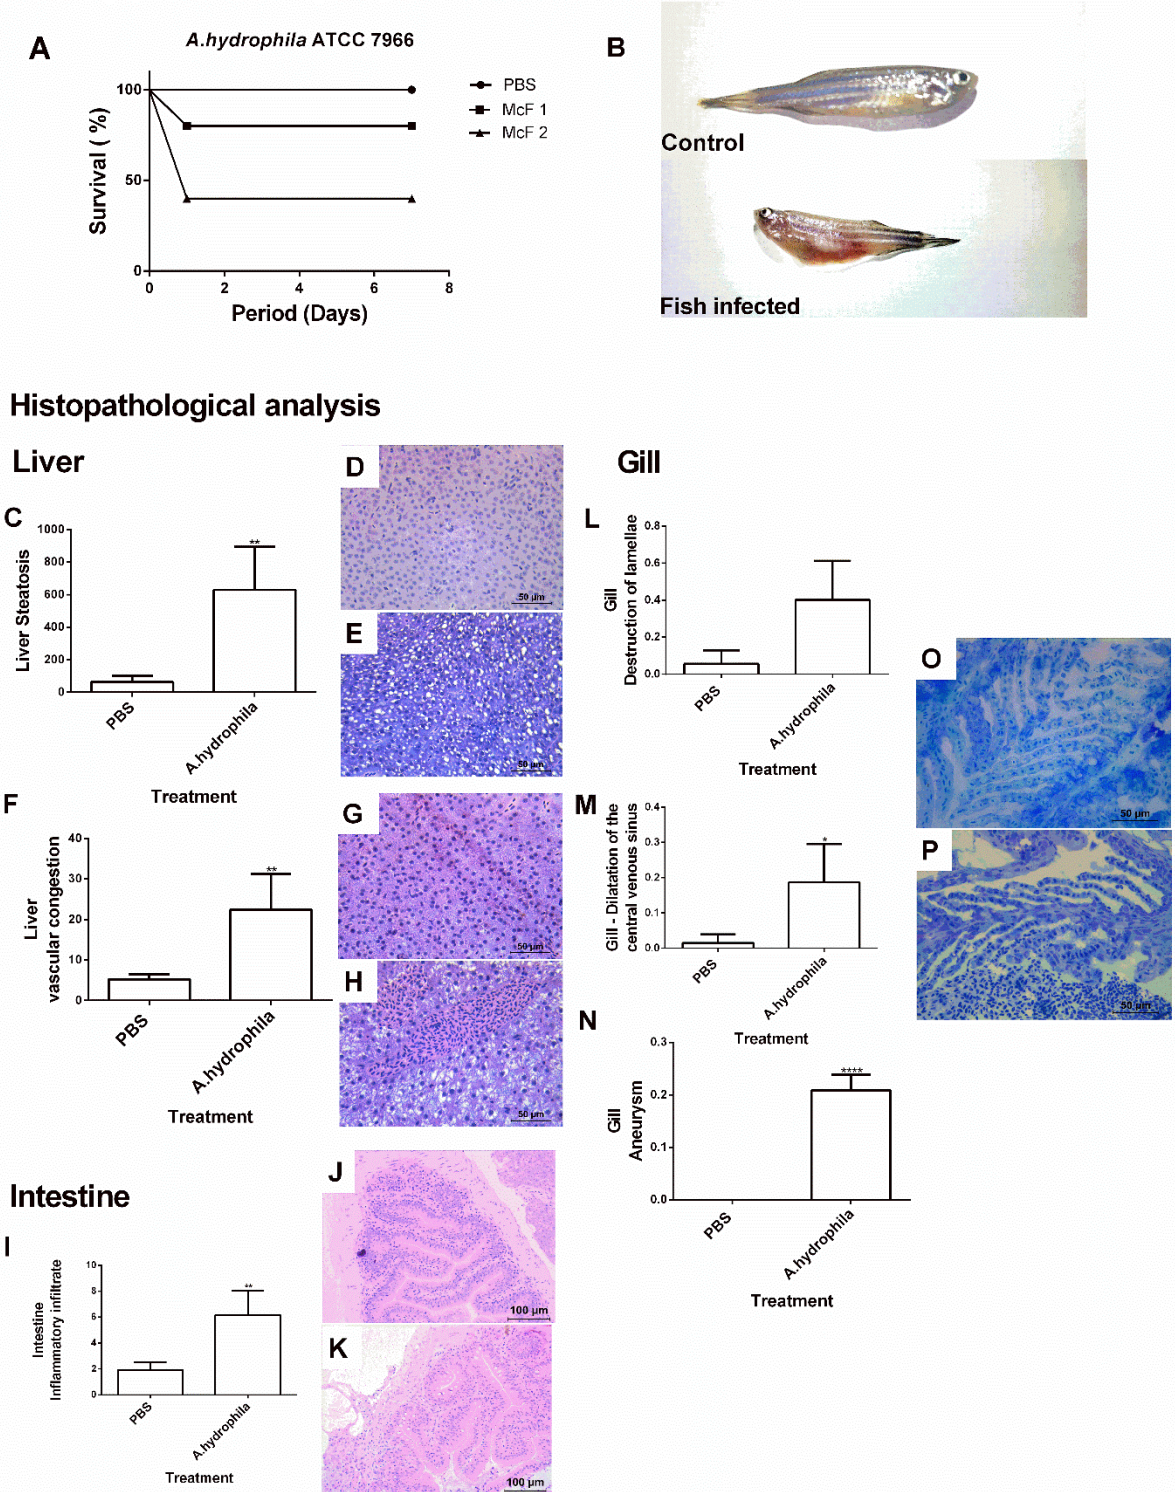 A
A.hydrophila ATCC 7966
Survival ( %)
100
50
0
0 2 4 6 8
Period (Days)
PBS
McF 1
McF 2
B
Control
Fish infected
Histopathological analysis
Liver
C
Liver Steatosis
1000
800
600
400
200
0
**
PBS
A.hydrophila
Treatment
D
50 µm
E
50 µm
F
Liver
vascular congestion
40
30
20
10
0
**
PBS
A.hydrophila
Treatment
G
50 µm
H
50 µm
Intestine
I
Intestine
Inflammatory infiltrate
10
8
6
4
2
0
**
PBS
A.hydrophila
Treatment
J
100 µm
K
100 µm
Gill
L
Gill
Destruction of lamellae
0.8
0.6
0.4
0.2
0.0
PBS
A.hydrophila
Treatment
M
Gill - Dilatation of the
central venous sinus
0.4
0.3
0.2
0.1
0.0
*
PBS
A.hydrophila
Treatment
N
Gill
Aneurysm
0.3
0.2
0.1
0.0
****
PBS
A.hydrophila
Treatment
O
50 µm
P
50 µm